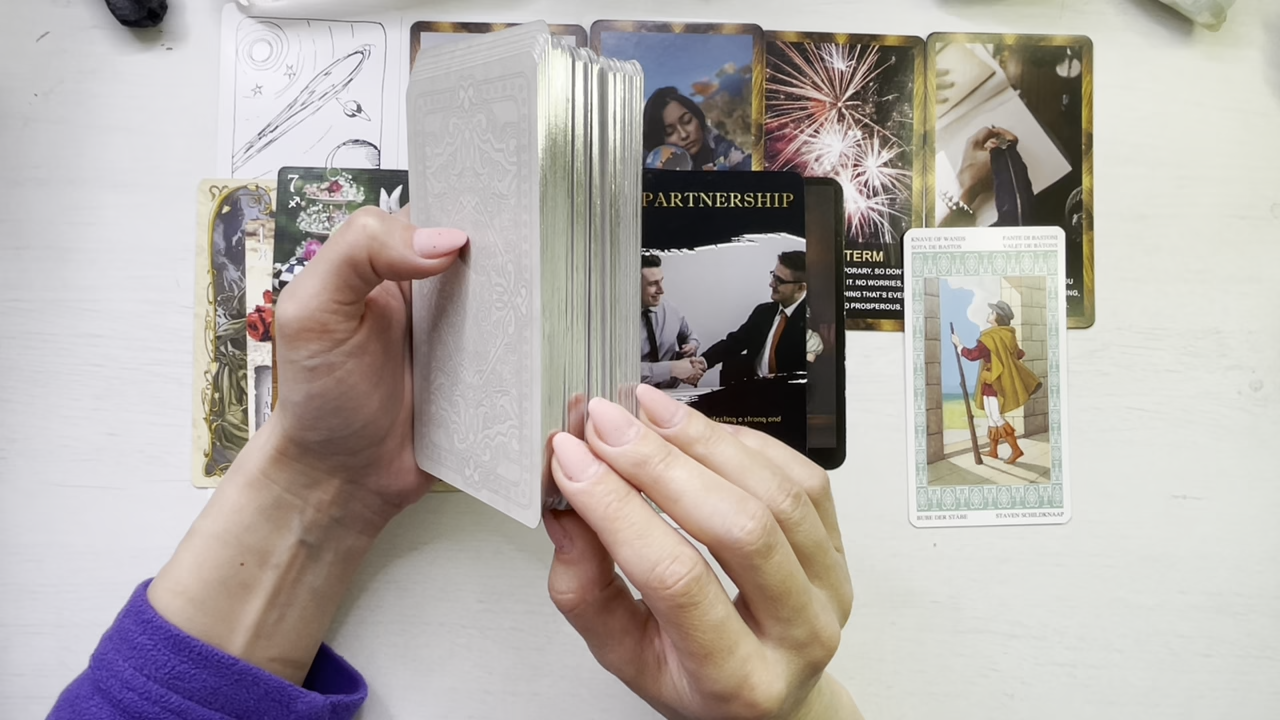 7
PARTNERSHIP
TERM
PORARY, SO DON'
IT. NO WORRIES,
HING THAT'S EVE
D PROSPEROUS.
KNAVE OF WANDS
FANTE DI BASTONI
SOTA DE BASTOS
VALET DE BÂTONS
BUBE DER STÄBE
STAVEN SCHILDKNAAP
festing a strong and